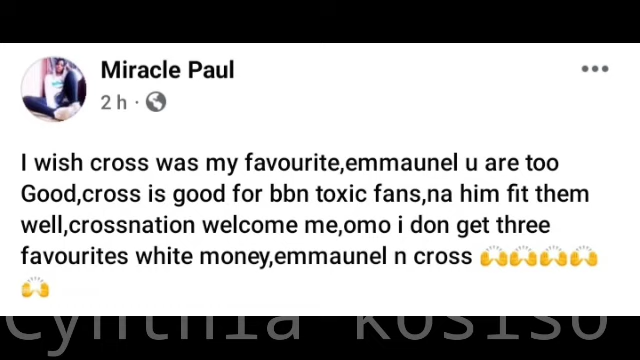 Miracle Paul
2 h ·
I wish cross was my favourite,emmaunel u are too
Good,cross is good for bbn toxic fans,na him fit them
well,crossnation welcome me,omo i don get three
favourites white money,emmaunel n cross 🙌🙌🙌🙌
🙌
Cynthia kosiso